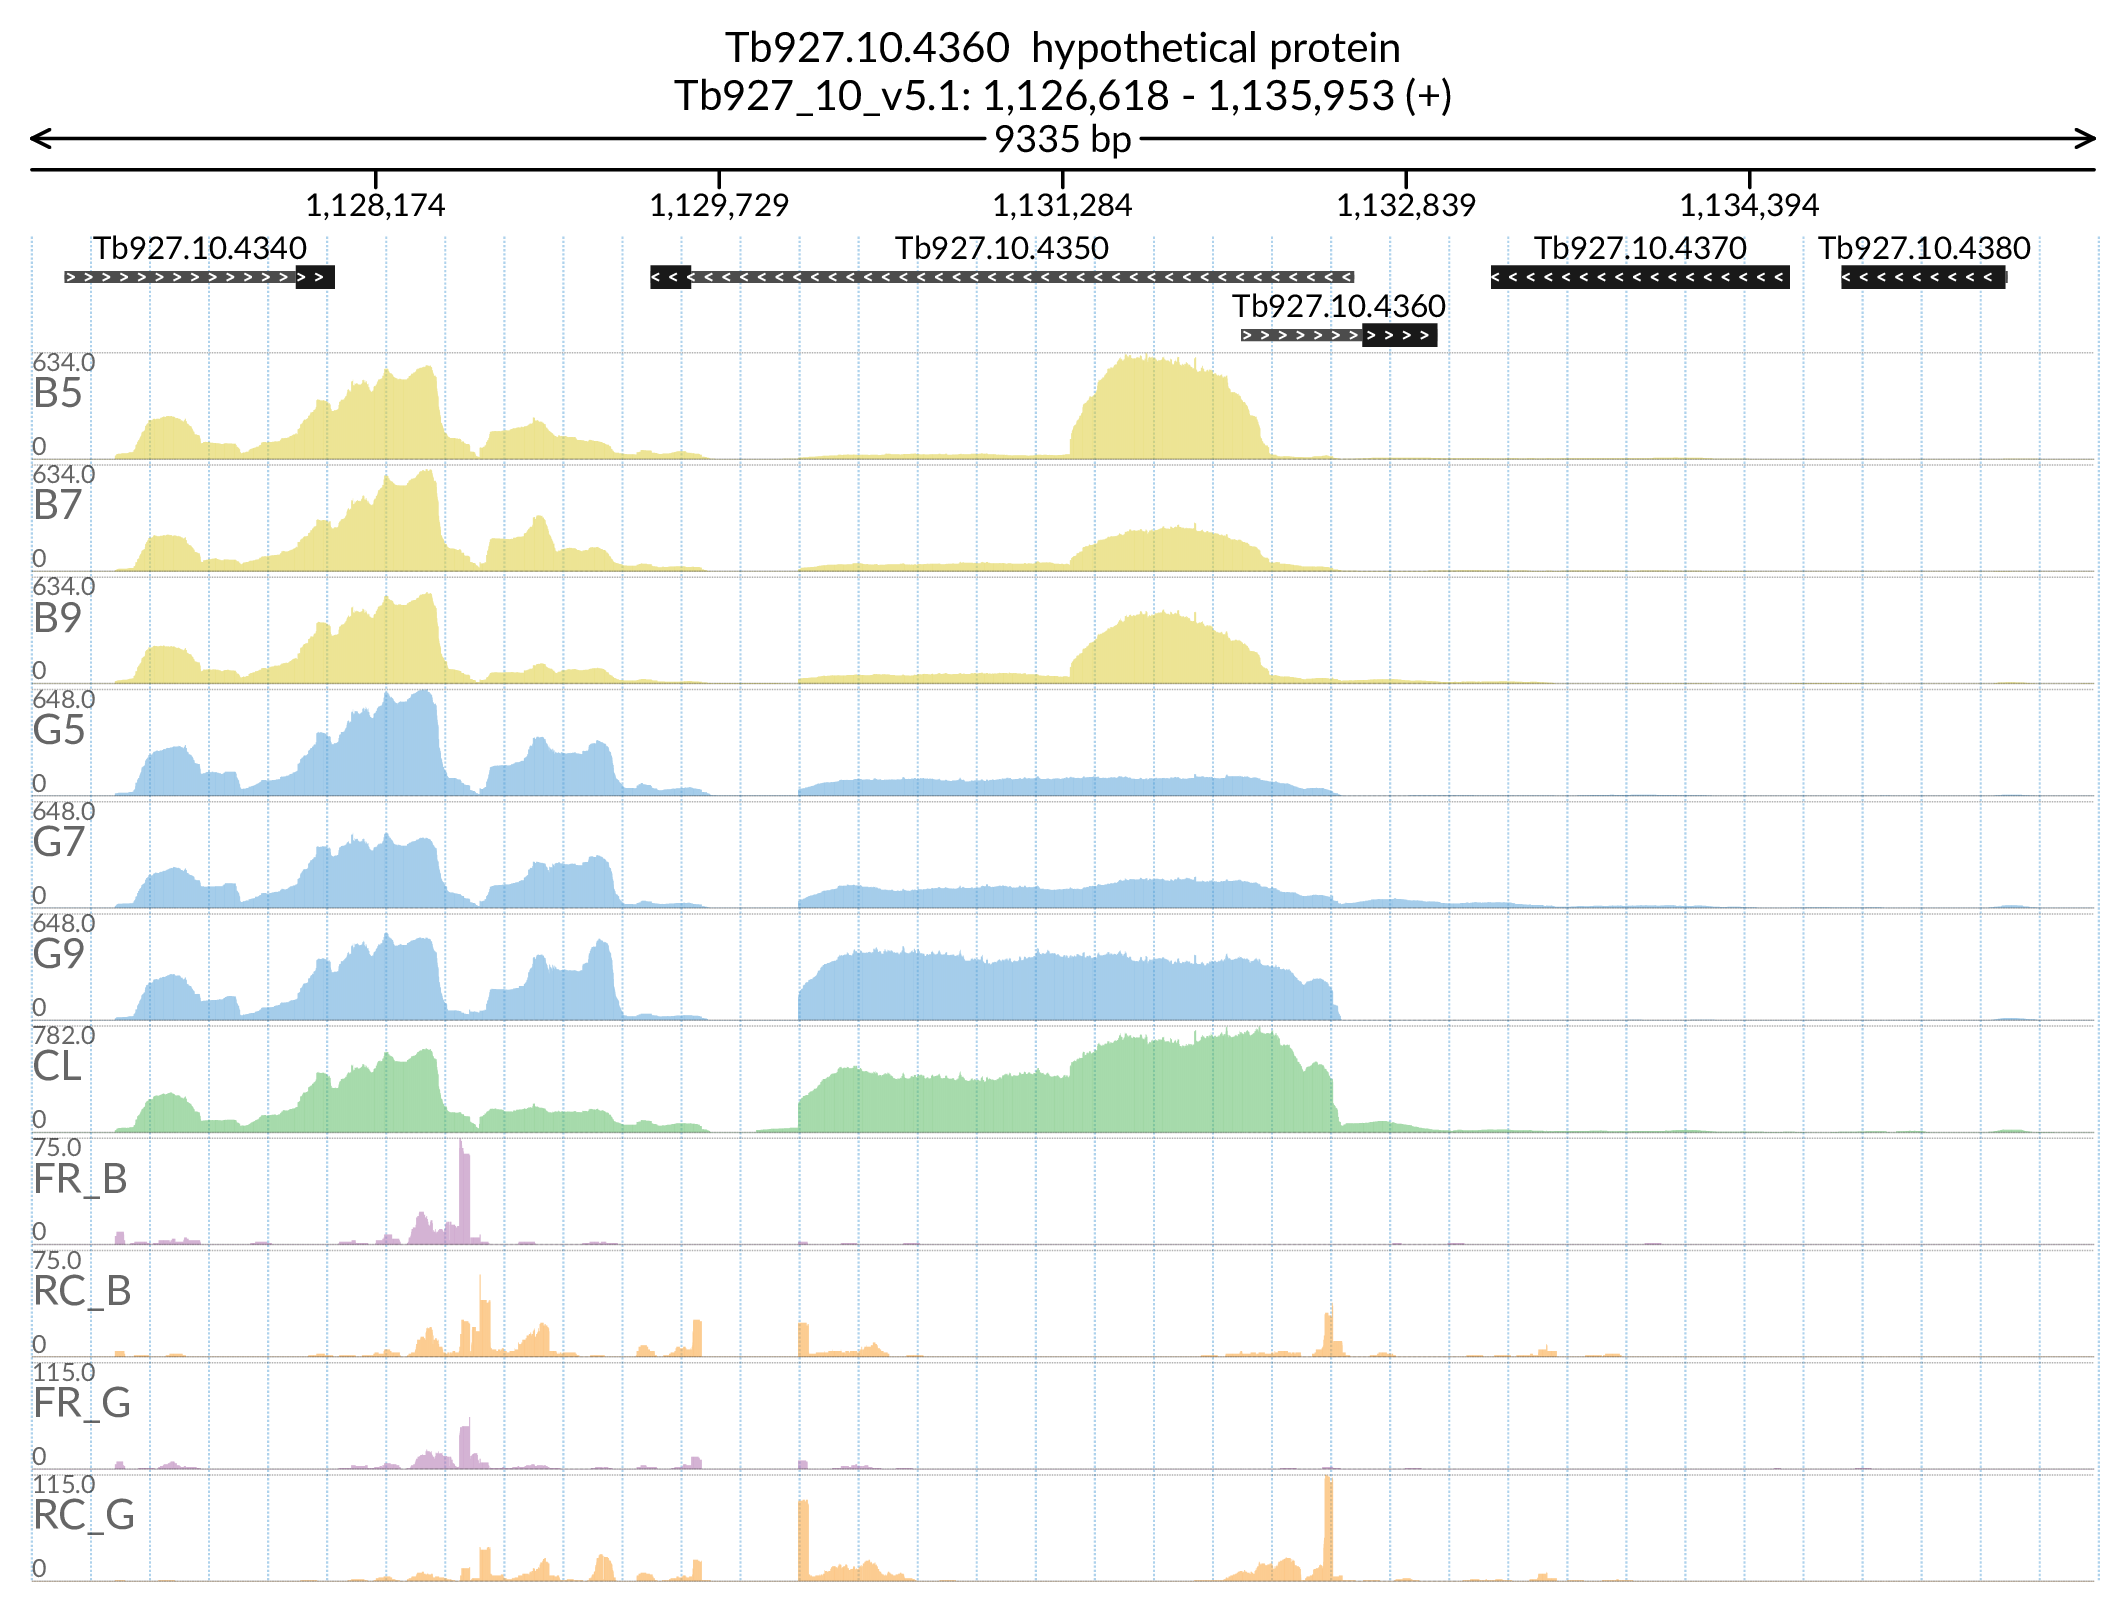 Tb927.10.4360  hypothetical protein
Tb927_10_v5.1: 1,126,618 - 1,135,953 (+)
9335 bp
1,128,174 1,129,729 1,131,284 1,132,839 1,134,394
Tb927.10.4340 Tb927.10.4350 Tb927.10.4370 Tb927.10.4380
Tb927.10.4360
634.0
B5
0
634.0
B7
0
634.0
B9
0
648.0
G5
0
648.0
G7
0
648.0
G9
0
782.0
CL
0
75.0
FR_B
0
75.0
RC_B
0
115.0
FR_G
0
115.0
RC_G
0